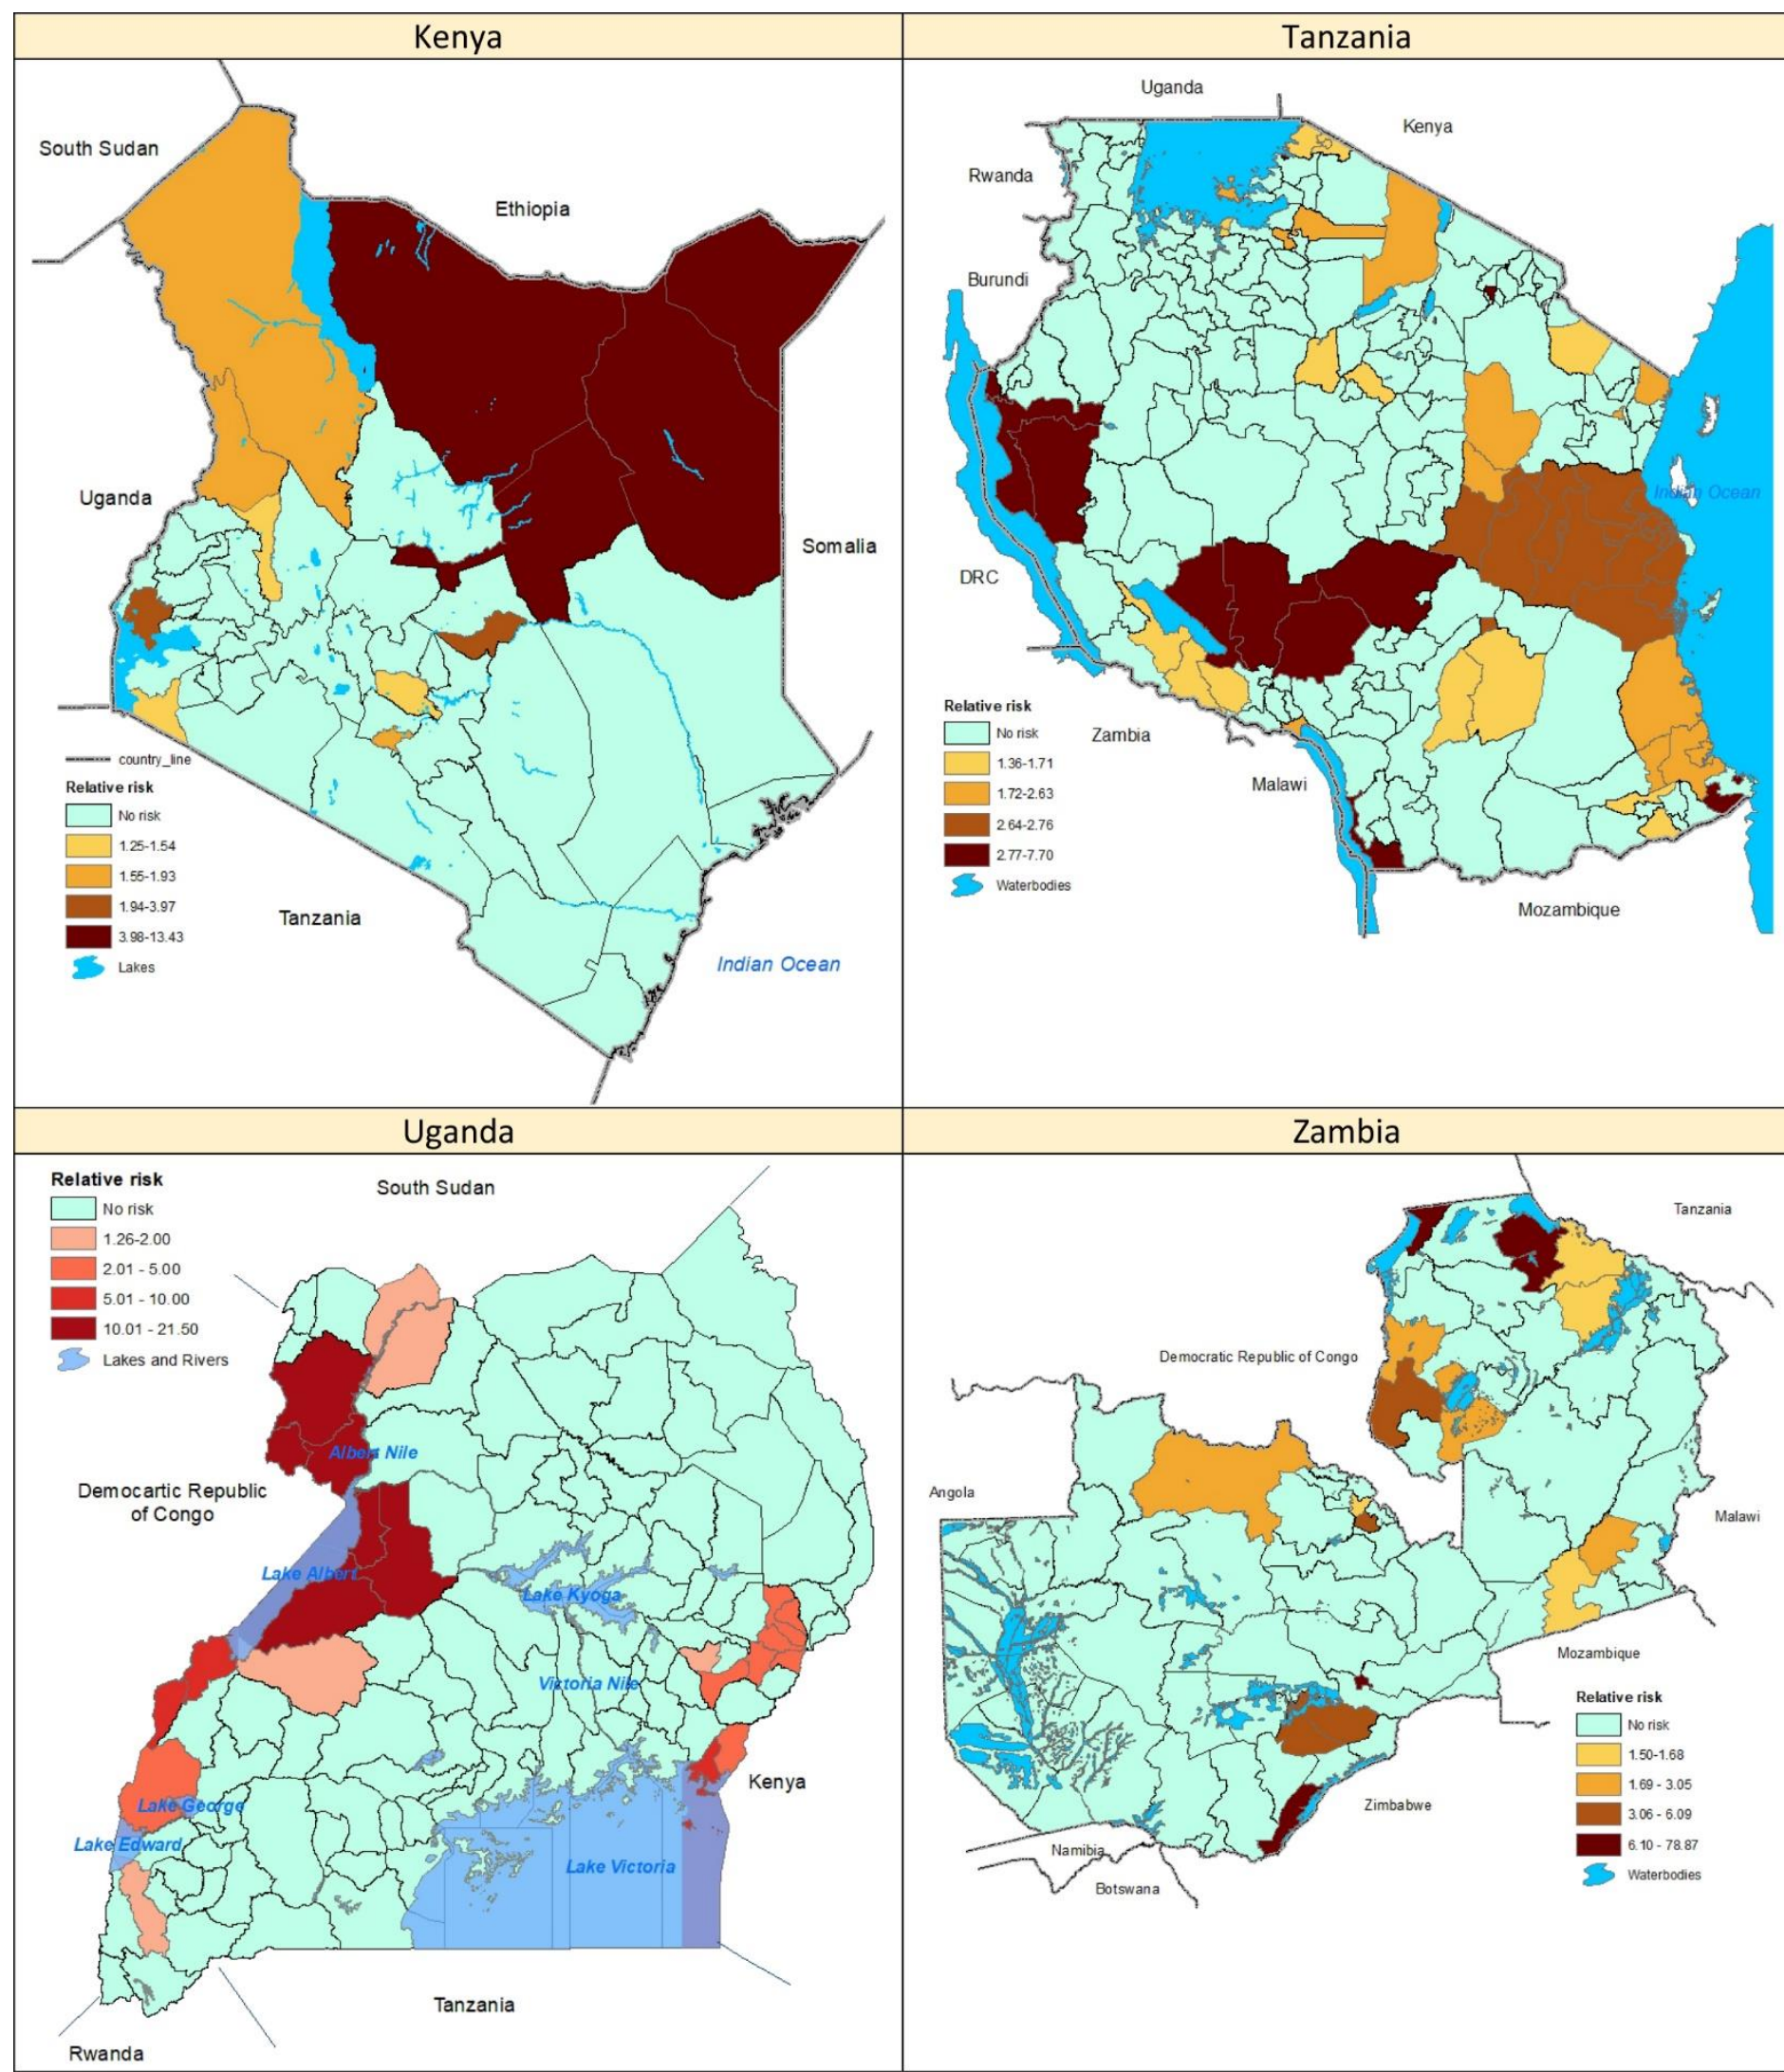 Kenya
South Sudan
Ethiopia
Uganda
Somalia
country_line
Relative risk
No risk
1.25-1.54
1.55-1.93
1.94-3.97
3.98-13.43
Lakes
Tanzania
Indian Ocean
Tanzania
Uganda
Kenya
Rwanda
Burundi
Indian Ocean
DRC
Zambia
Malawi
Mozambique
Relative risk
No risk
1.36-1.71
1.72-2.63
2.64-2.76
2.77-7.70
Waterbodies
Uganda
Relative risk
No risk
1.26-2.00
2.01 - 5.00
5.01 - 10.00
10.01 - 21.50
Lakes and Rivers
South Sudan
Albert Nile
Democartic Republic
of Congo
Lake Albert
Lake Kyoga
Victoria Nile
Kenya
Lake George
Lake Edward
Lake Victoria
Tanzania
Rwanda
Zambia
Tanzania
Democratic Republic of Congo
Angola
Malawi
Mozambique
Zimbabwe
Namibia
Botswana
Relative risk
No risk
1.50-1.68
1.69 - 3.05
3.06 - 6.09
6.10 - 78.87
Waterbodies